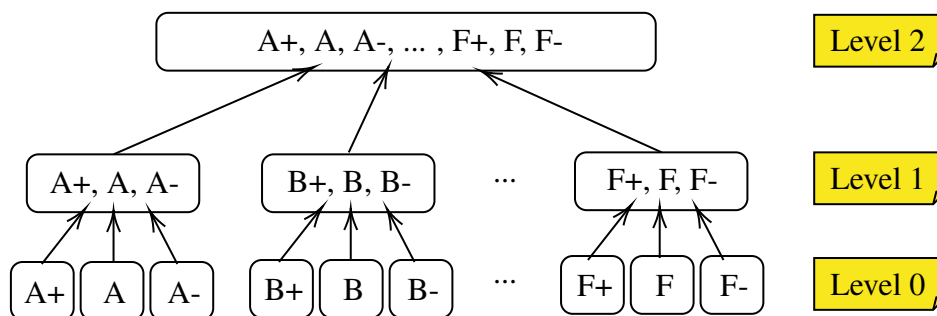 A+, A, A-, ... , F+, F, F- Level 2
A+, A, A- B+, B, B- ... F+, F, F- Level 1
A+ A A- B+ B B- ... F+ F F- Level 0